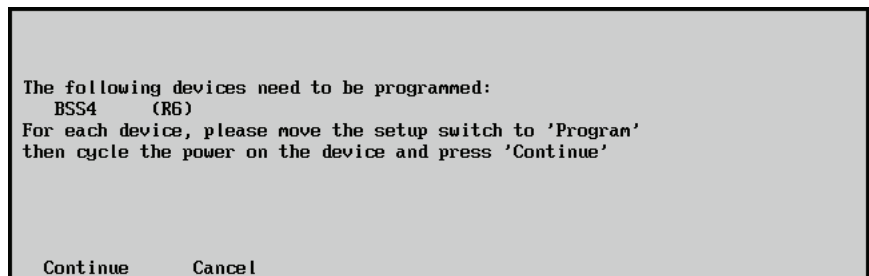 The following devices need to be programmed:
BSS4 (R6)
For each device, please move the setup switch to 'Program'
then cycle the power on the device and press 'Continue'
Continue Cancel